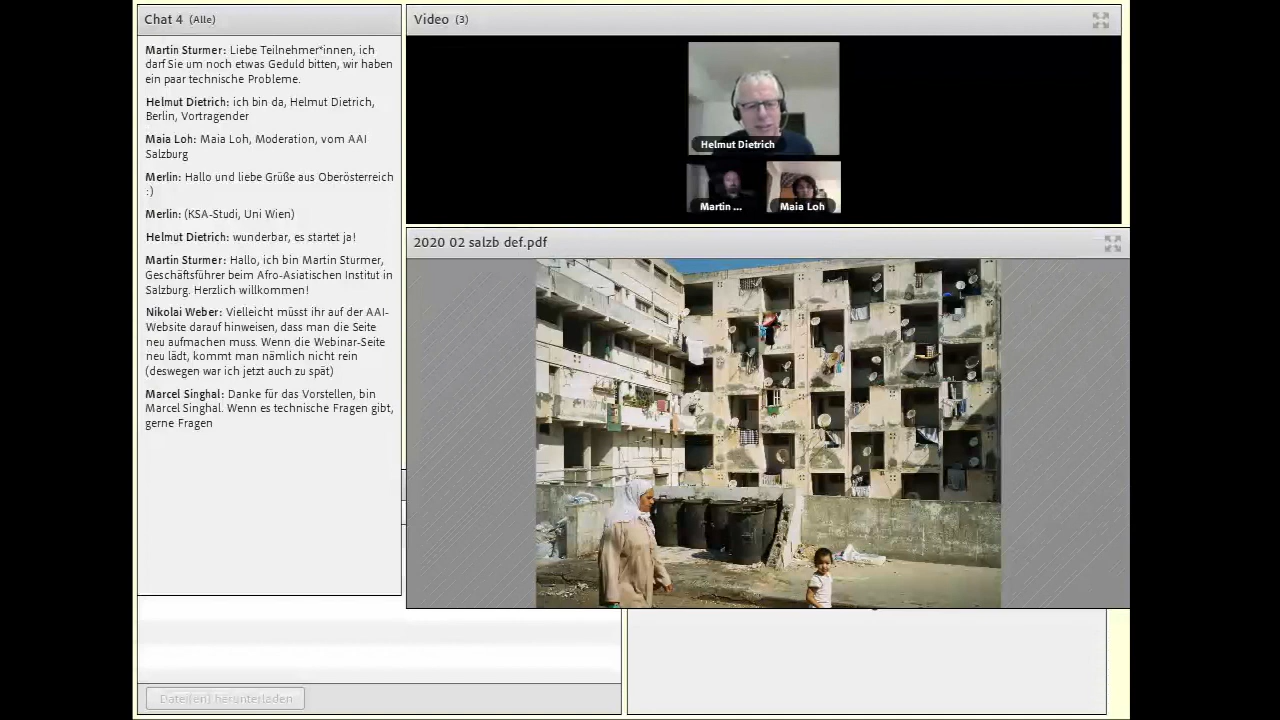 Chat 4 (Alle)
Martin Sturmer: Liebe Teilnehmer*innen, ich
darf Sie um noch etwas Geduld bitten, wir haben
ein paar technische Probleme.
Helmut Dietrich: ich bin da, Helmut Dietrich,
Berlin, Vortragender
Maia Loh: Maia Loh, Moderation, vom AAI
Salzburg
Merlin: Hallo und liebe Grüße aus Oberösterreich
:)
Merlin: (KSA-Studi, Uni Wien)
Helmut Dietrich: wunderbar, es startet ja!
Martin Sturmer: Hallo, ich bin Martin Sturmer,
Geschäftsführer beim Afro-Asiatischen Institut in
Salzburg. Herzlich willkommen!
Nikolai Weber: Vielleicht müsst ihr auf der AAI-
Website darauf hinweisen, dass man die Seite
neu aufmachen muss. Wenn die Webinar-Seite
neu lädt, kommt man nämlich nicht rein
(deswegen war ich jetzt auch zu spät)
Marcel Singhal: Danke für das Vorstellen, bin
Marcel Singhal. Wenn es technische Fragen gibt,
gerne Fragen
Video (3)
Helmut Dietrich
Martin ...
Maia Loh
2020 02 salzb def.pdf
Datei(en) herunterladen